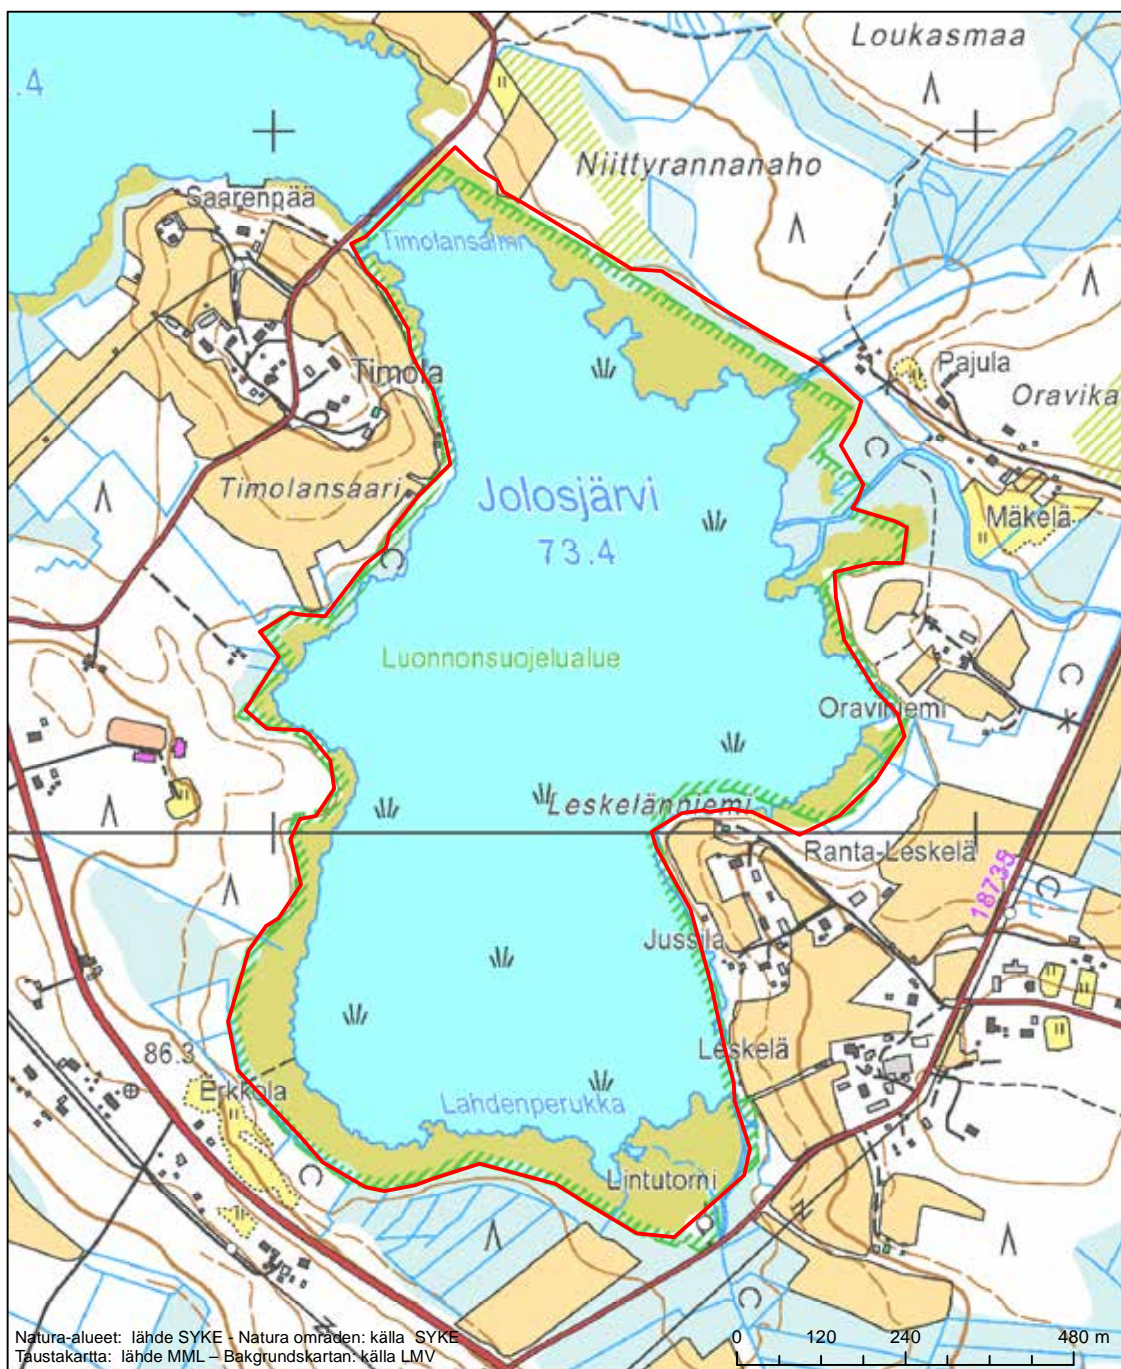 Loukasmaa
.4
Niittyrannanaho
Saarenpää
Timolansalmi
Timola
Pajula
Oravika
Timolansaari
Jolosjärvi
73.4
Mäkelä
Luonnonsuojelualue
Oraviniemi
Leskelänniemi
Ranta-Leskelä
18735
Jussila
Leskelä
86.3
Erkkola
Lahdenperukka
Lintutorni
Natura-alueet: lähde SYKE - Natura områden: källa SYKE
Taustakartta: lähde MML – Bakgrundskartan: källa LMV
0 120 240 480 m